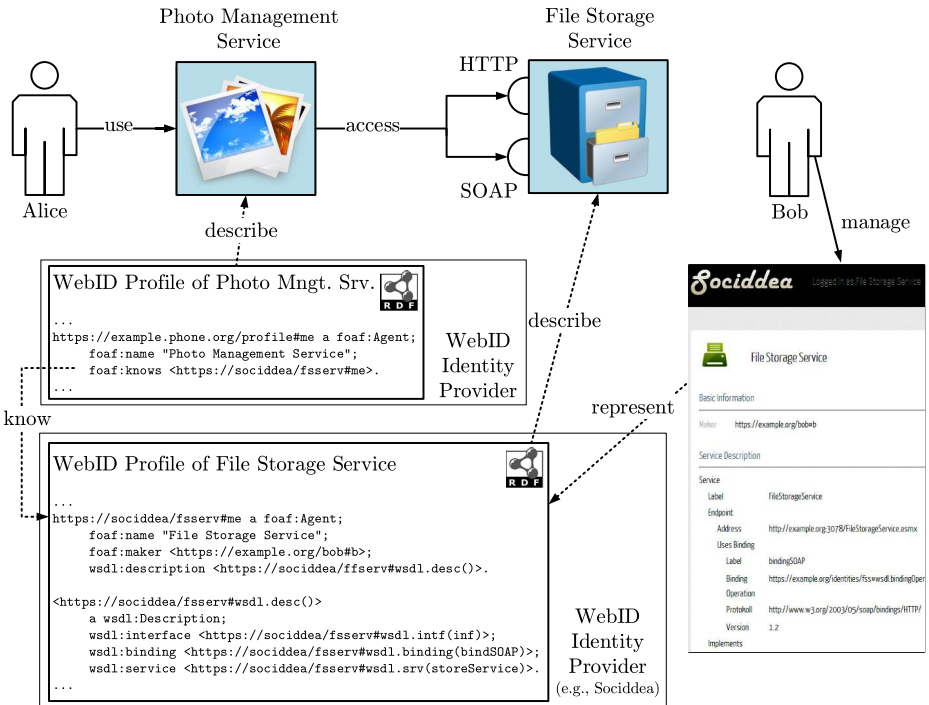 Photo Management
Service
File Storage
Service
HTTP
use
access
SOAP
Alice
Bob
describe
manage
WebID Profile of Photo Mngt. Srv.
RDF
...
https://example.phone.org/profile#me a foaf:Agent;
foaf:name "Photo Management Service";
foaf:knows <https://sociddea/fsserv#me>.
...
WebID
Identity
Provider
describe
know
represent
WebID Profile of File Storage Service
RDF
...
https://sociddea/fsserv#me a foaf:Agent;
foaf:name "File Storage Service";
foaf:maker <https://example.org/bob#b>;
wsdl:description <https://sociddea/ffserv#wsdl.desc()>.
<https://sociddea/fsserv#wsdl.desc()>
a wsdl:Description;
wsdl:interface <https://sociddea/fsserv#wsdl.intf(inf)>;
wsdl:binding <https://sociddea/fsserv#wsdl.binding(bindSOAP)>;
wsdl:service <https://sociddea/fsserv#wsdl.srv(storeService)>.
...
WebID
Identity
Provider
(e.g., Sociddea)
Sociddea
Logged in as File Storage Service
File Storage Service
Basic Information
Maker https://example.org/bob#b
Service Description
Service
Label FileStorageService
Endpoint
Address http://example.org:3078/FileStorageService.asmx
Uses Binding
Label bindingSOAP
Binding https://example.org/identities/fss#wsdl.bindingOper
Operation
Protokoll http://www.w3.org/2003/05/soap/bindings/HTTP/
Version 1.2
Implements